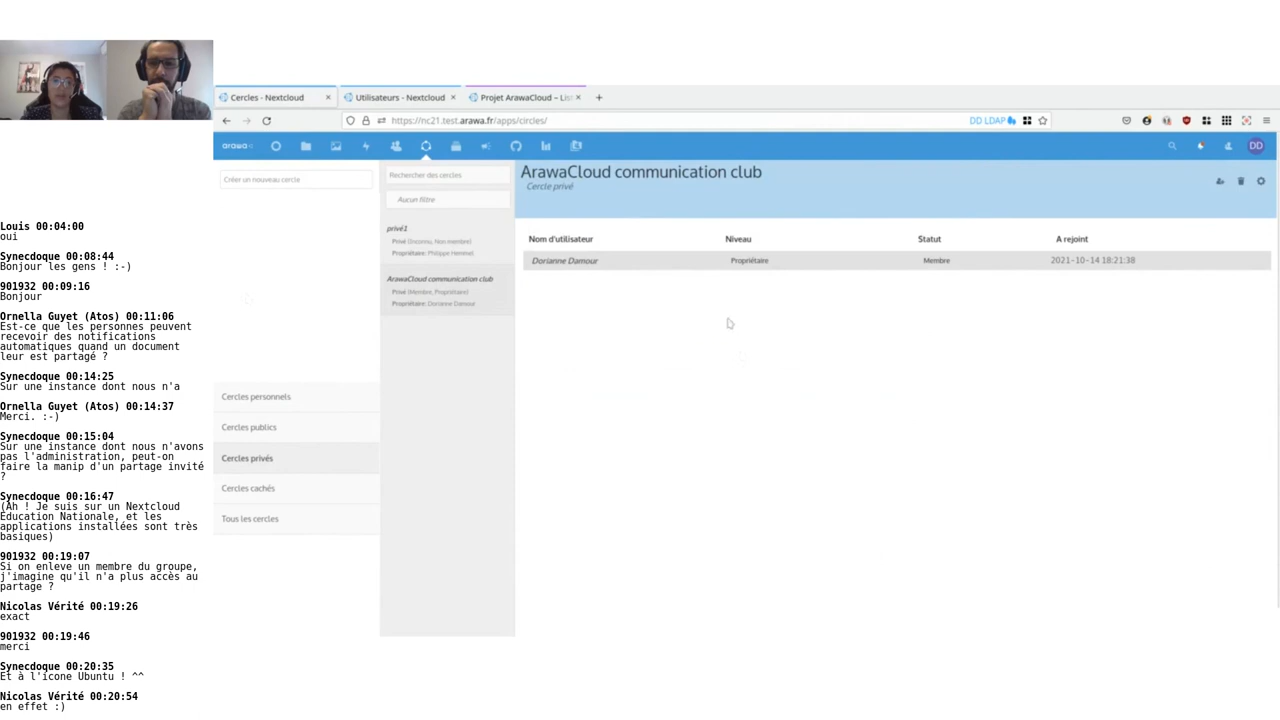 Cercles - Nextcloud
Utilisateurs - Nextcloud
Projet ArawaCloud – Lis
https://nc21.test.arawa.fr/apps/circles/
DD LDAP
arawa
DD
Créer un nouveau cercle
Cercles personnels
Cercles publics
Cercles privés
Cercles cachés
Tous les cercles
Rechercher des cercles
Aucun filtre
privé1
Privé (Inconnu, Non membre)
Propriétaire: Philippe Hemmel
ArawaCloud communication club
Privé (Membre, Propriétaire)
Propriétaire: Dorianne Damour
ArawaCloud communication club
Cercle privé
Nom d'utilisateur Niveau Statut A rejoint
Dorianne Damour Propriétaire Membre 2021-10-14 18:21:38
Louis 00:04:00
oui
Synecdoque 00:08:44
Bonjour les gens ! :-)
901932 00:09:16
Bonjour
Ornella Guyet (Atos) 00:11:06
Est-ce que les personnes peuvent
recevoir des notifications
automatiques quand un document
leur est partagé ?
Synecdoque 00:14:25
Sur une instance dont nous n'a
Ornella Guyet (Atos) 00:14:37
Merci. :-)
Synecdoque 00:15:04
Sur une instance dont nous n'avons
pas l'administration, peut-on
faire la manip d'un partage invité
?
Synecdoque 00:16:47
(Ah ! Je suis sur un Nextcloud
Éducation Nationale, et les
applications installées sont très
basiques)
901932 00:19:07
Si on enleve un membre du groupe,
j'imagine qu'il n'a plus accès au
partage ?
Nicolas Vérité 00:19:26
exact
901932 00:19:46
merci
Synecdoque 00:20:35
Et à l'icone Ubuntu ! ^^
Nicolas Vérité 00:20:54
en effet :)